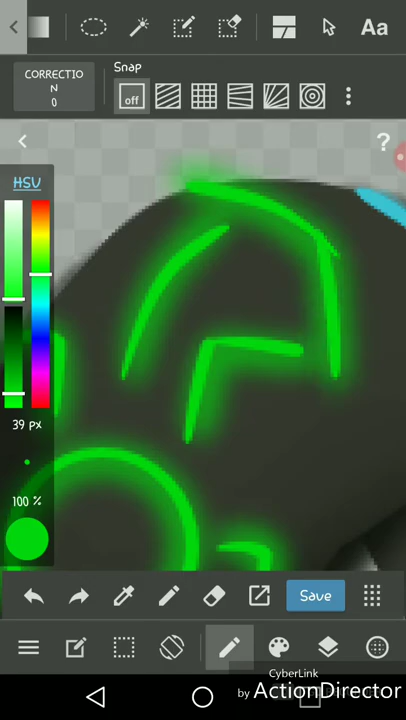 Aa
CORRECTIO
N
0
Snap
off
?
HSV
39 PX
100 %
Save
CyberLink
by ActionDirector